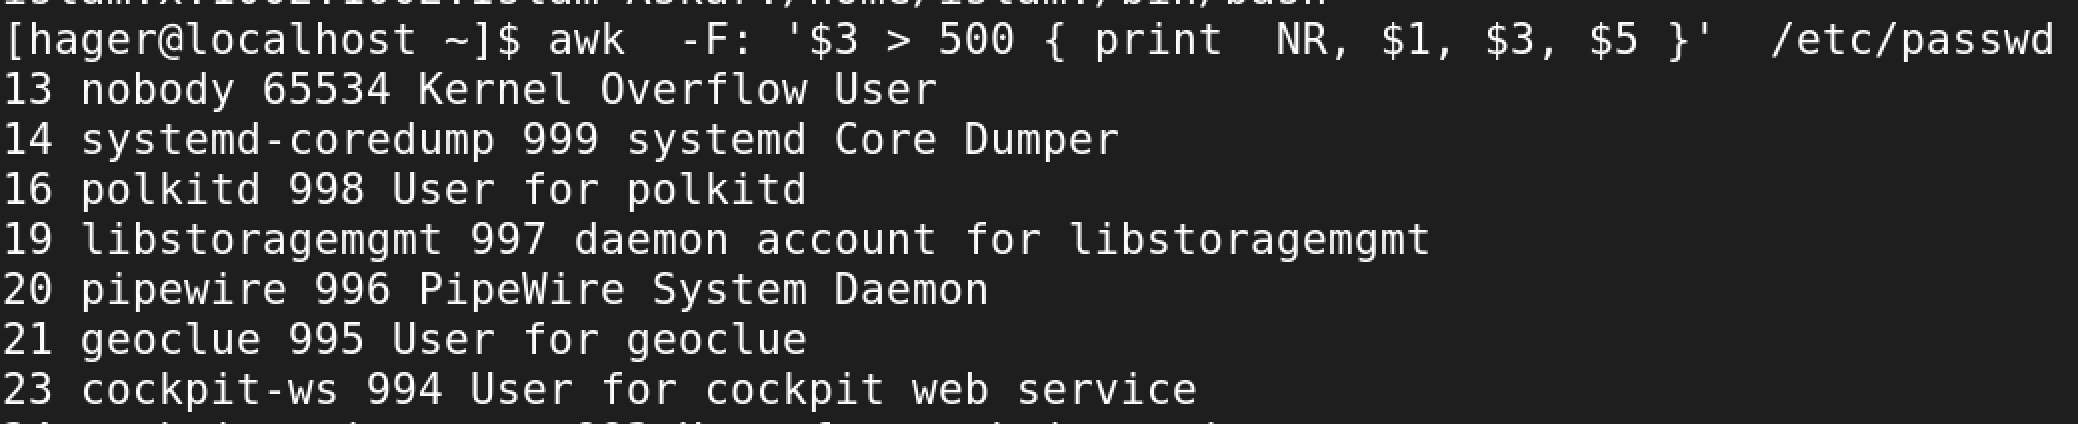 [hager@localhost ~]$ awk  -F: '$3 > 500 { print  NR, $1, $3, $5 }'  /etc/passwd
13 nobody 65534 Kernel Overflow User
14 systemd-coredump 999 systemd Core Dumper
16 polkitd 998 User for polkitd
19 libstoragemgmt 997 daemon account for libstoragemgmt
20 pipewire 996 PipeWire System Daemon
21 geoclue 995 User for geoclue
23 cockpit-ws 994 User for cockpit web service